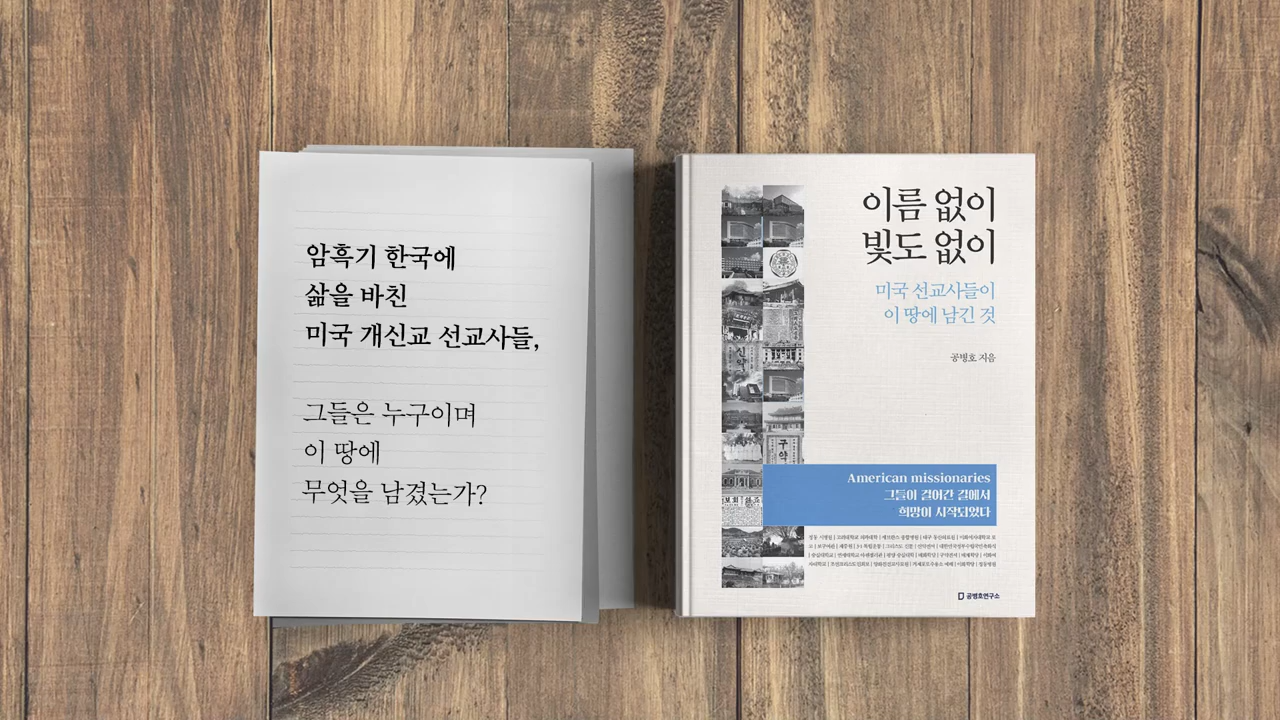 암흑기 한국에
삶을 바친
미국 개신교 선교사들,
그들은 누구이며
이 땅에
무엇을 남겼는가?
이름 없이
빛도 없이
미국 선교사들이
이 땅에 남긴 것
공병호 지음
신약
구약
American missionaries
그들이 걸어간 길에서
희망이 시작되었다
공병호연구소